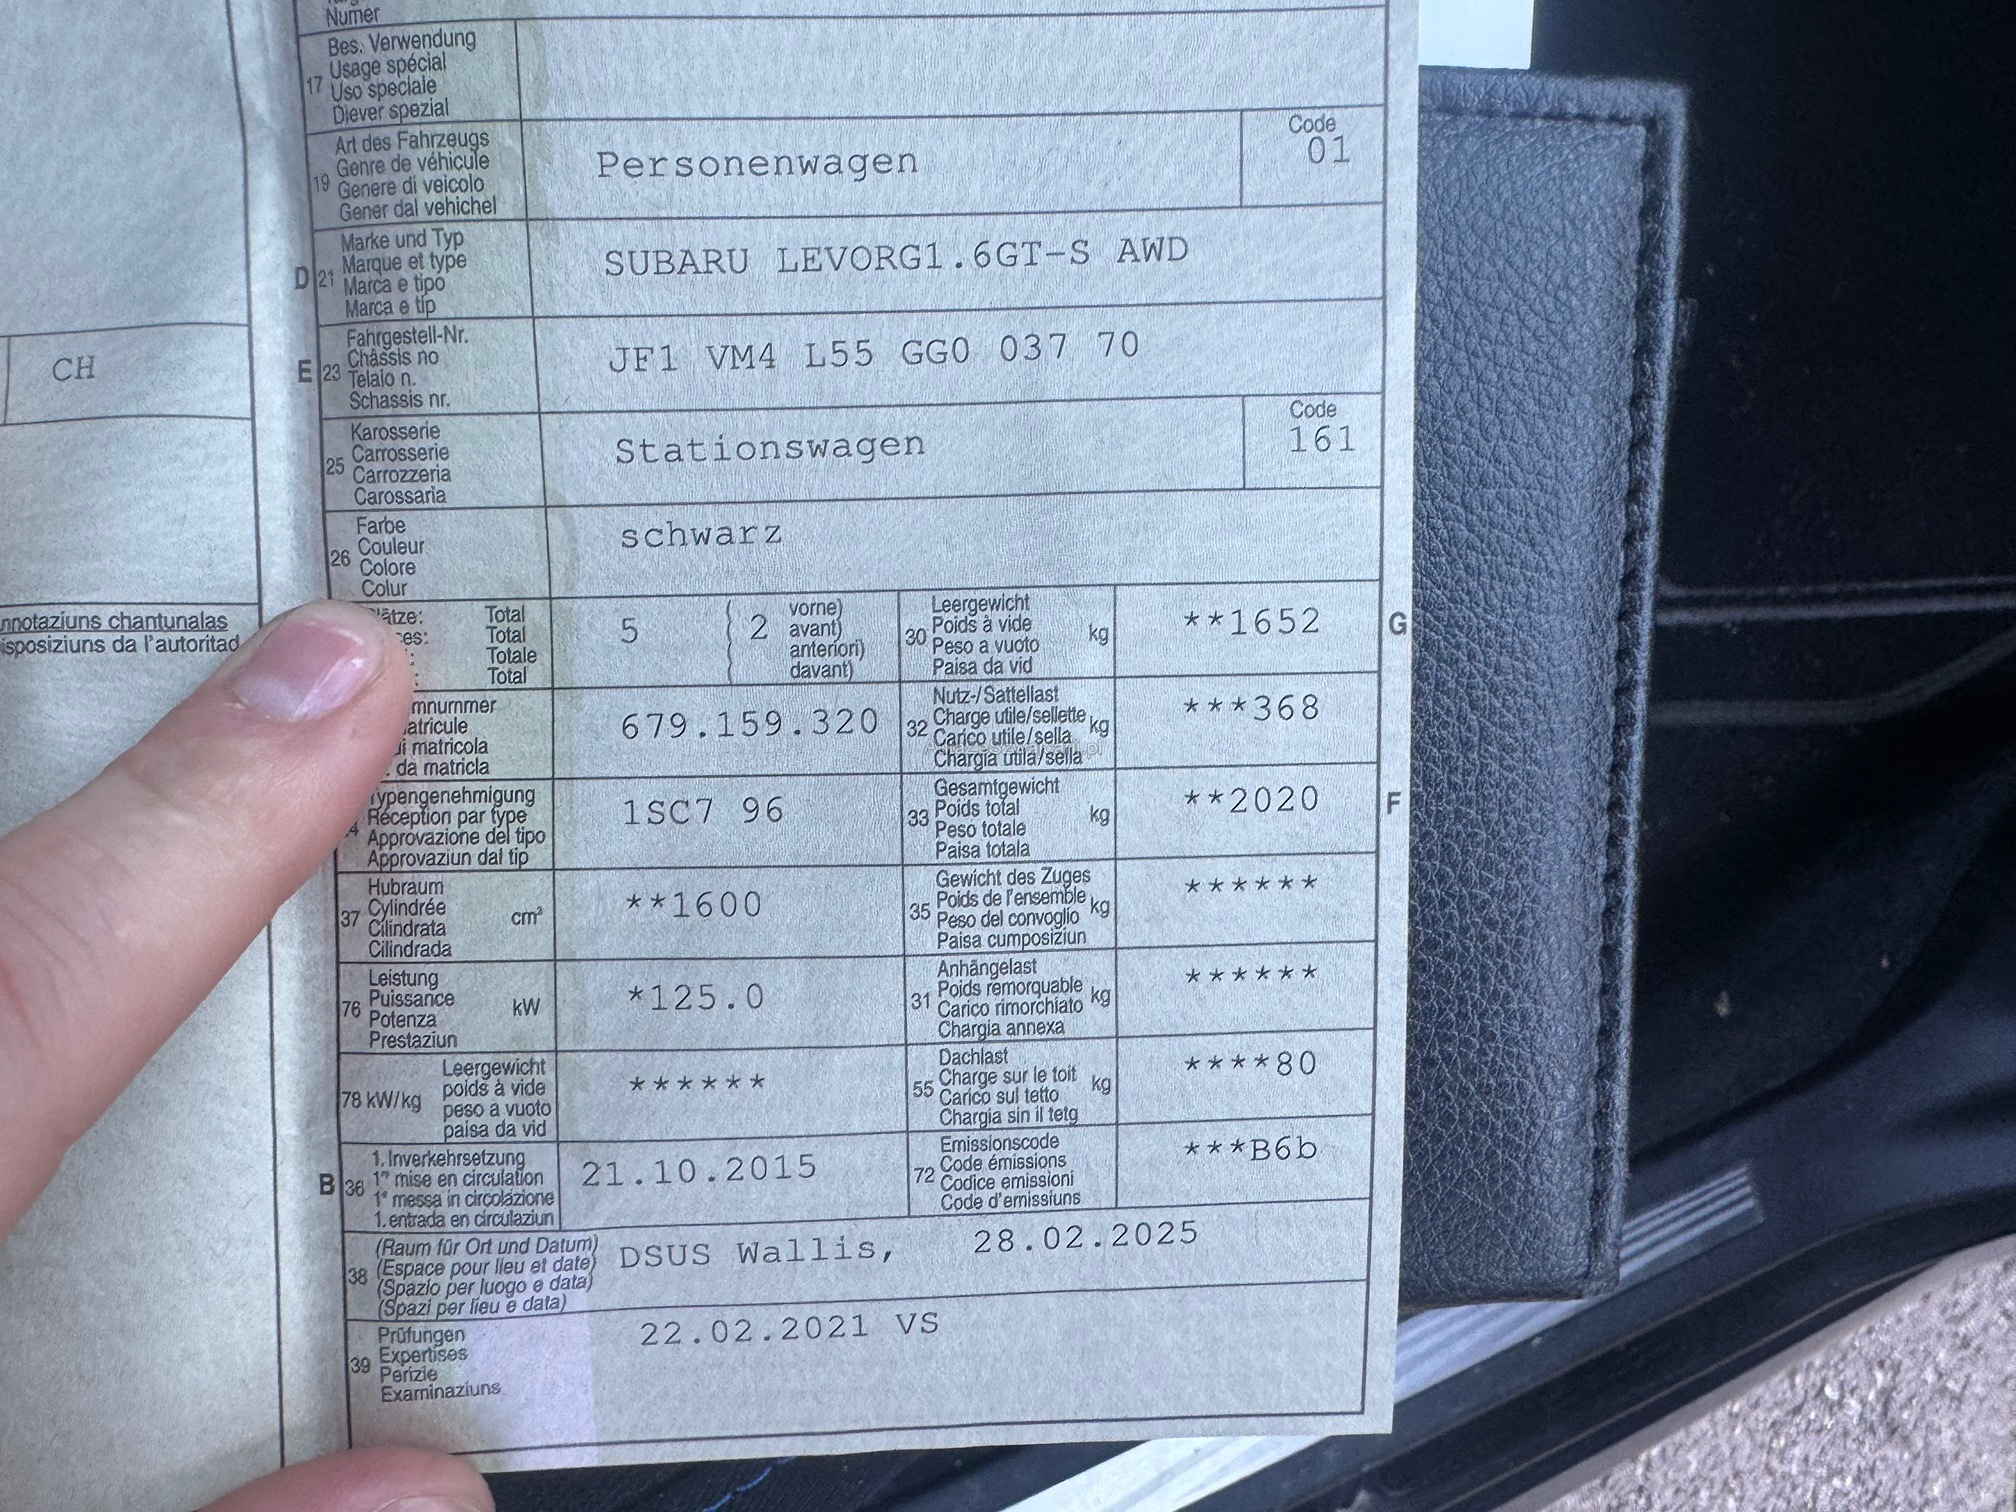 Numer
17 Bes. Verwendung
Usage spécial
Uso speciale
Diever spezial
19 Art des Fahrzeugs
Genre de véhicule
Genere di veicolo
Gener dal vehichel
Personenwagen
Code
01
D 21 Marke und Typ
Marque et type
Marca e tipo
Marca e tip
SUBARU LEVORG1.6GT-S AWD
E 23 Fahrgestell-Nr.
Châssis no
Telaio n.
Schassis nr.
JF1 VM4 L55 GG0 037 70
CH
25 Karosserie
Carrosserie
Carrozzeria
Carossaria
Stationswagen
Code
161
26 Farbe
Couleur
Colore
Colur
schwarz
nnotaziuns chantunalas
isposiziuns da l'autoritad
ätze: Total
es: Total
: Totale
: Total
5 2 vorne)
avant)
anteriori)
davant)
30 Leergewicht
Poids à vide
Peso a vuoto
Paisa da vid
kg
**1652
G
mnummer
atricule
di matricola
. da matricla
679.159.320
32 Nutz-/Sattellast
Charge utile/sellette
Carico utile/sella
Chargia utila/sella
kg
***368
Typengenehmigung
Réception par type
Approvazione del tipo
Approvaziun dal tip
1SC7 96
33 Gesamtgewicht
Poids total
Peso totale
Paisa totala
kg
**2020
F
37 Hubraum
Cylindrée
Cilindrata
Cilindrada
cm³
**1600
35 Gewicht des Zuges
Poids de l'ensemble
Peso del convoglio
Paisa cumposiziun
kg
******
76 Leistung
Puissance
Potenza
Prestaziun
kW
*125.0
31 Anhängelast
Poids remorquable
Carico rimorchiato
Chargia annexa
kg
******
78 kW/kg Leergewicht
poids à vide
peso a vuoto
paisa da vid
******
55 Dachlast
Charge sur le toit
Carico sul tetto
Chargia sin il tetg
kg
****80
B 36 1. Inverkehrsetzung
1re mise en circulation
1a messa in circolazione
1. entrada en circulaziun
21.10.2015
72 Emissionscode
Code émissions
Codice emissioni
Code d'emissiuns
***B6b
38 (Raum für Ort und Datum)
(Espace pour lieu et date)
(Spazio per luogo e data)
(Spazi per lieu e data)
DSUS Wallis, 28.02.2025
39 Prüfungen
Expertises
Perizie
Examinaziuns
22.02.2021 VS